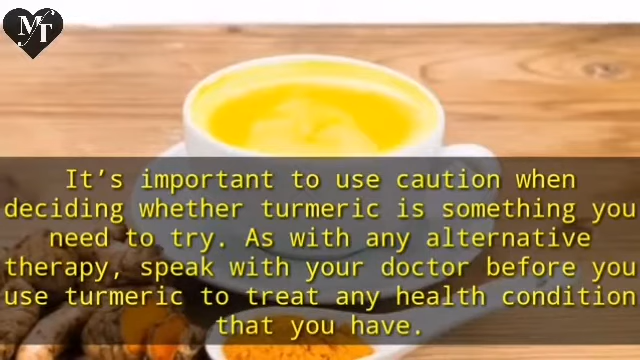 MT
It's important to use caution when
deciding whether turmeric is something you
need to try. As with any alternative
therapy, speak with your doctor before you
use turmeric to treat any health condition
that you have.